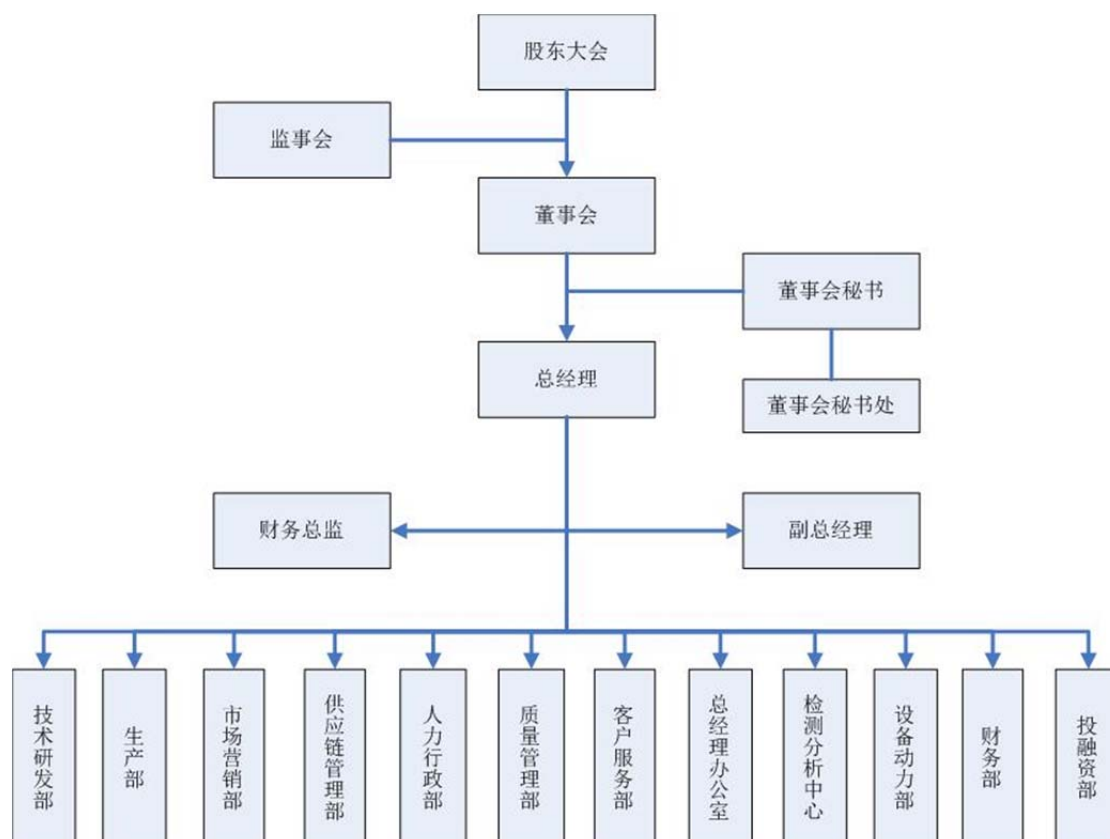 股东大会
监事会
董事会
董事会秘书
总经理
董事会秘书处
财务总监
副总经理
技术研发部
生产部
市场营销部
供应链管理部
人力行政部
质量管理部
客户服务部
总经理办公室
检测分析中心
设备动力部
财务部
投融资部